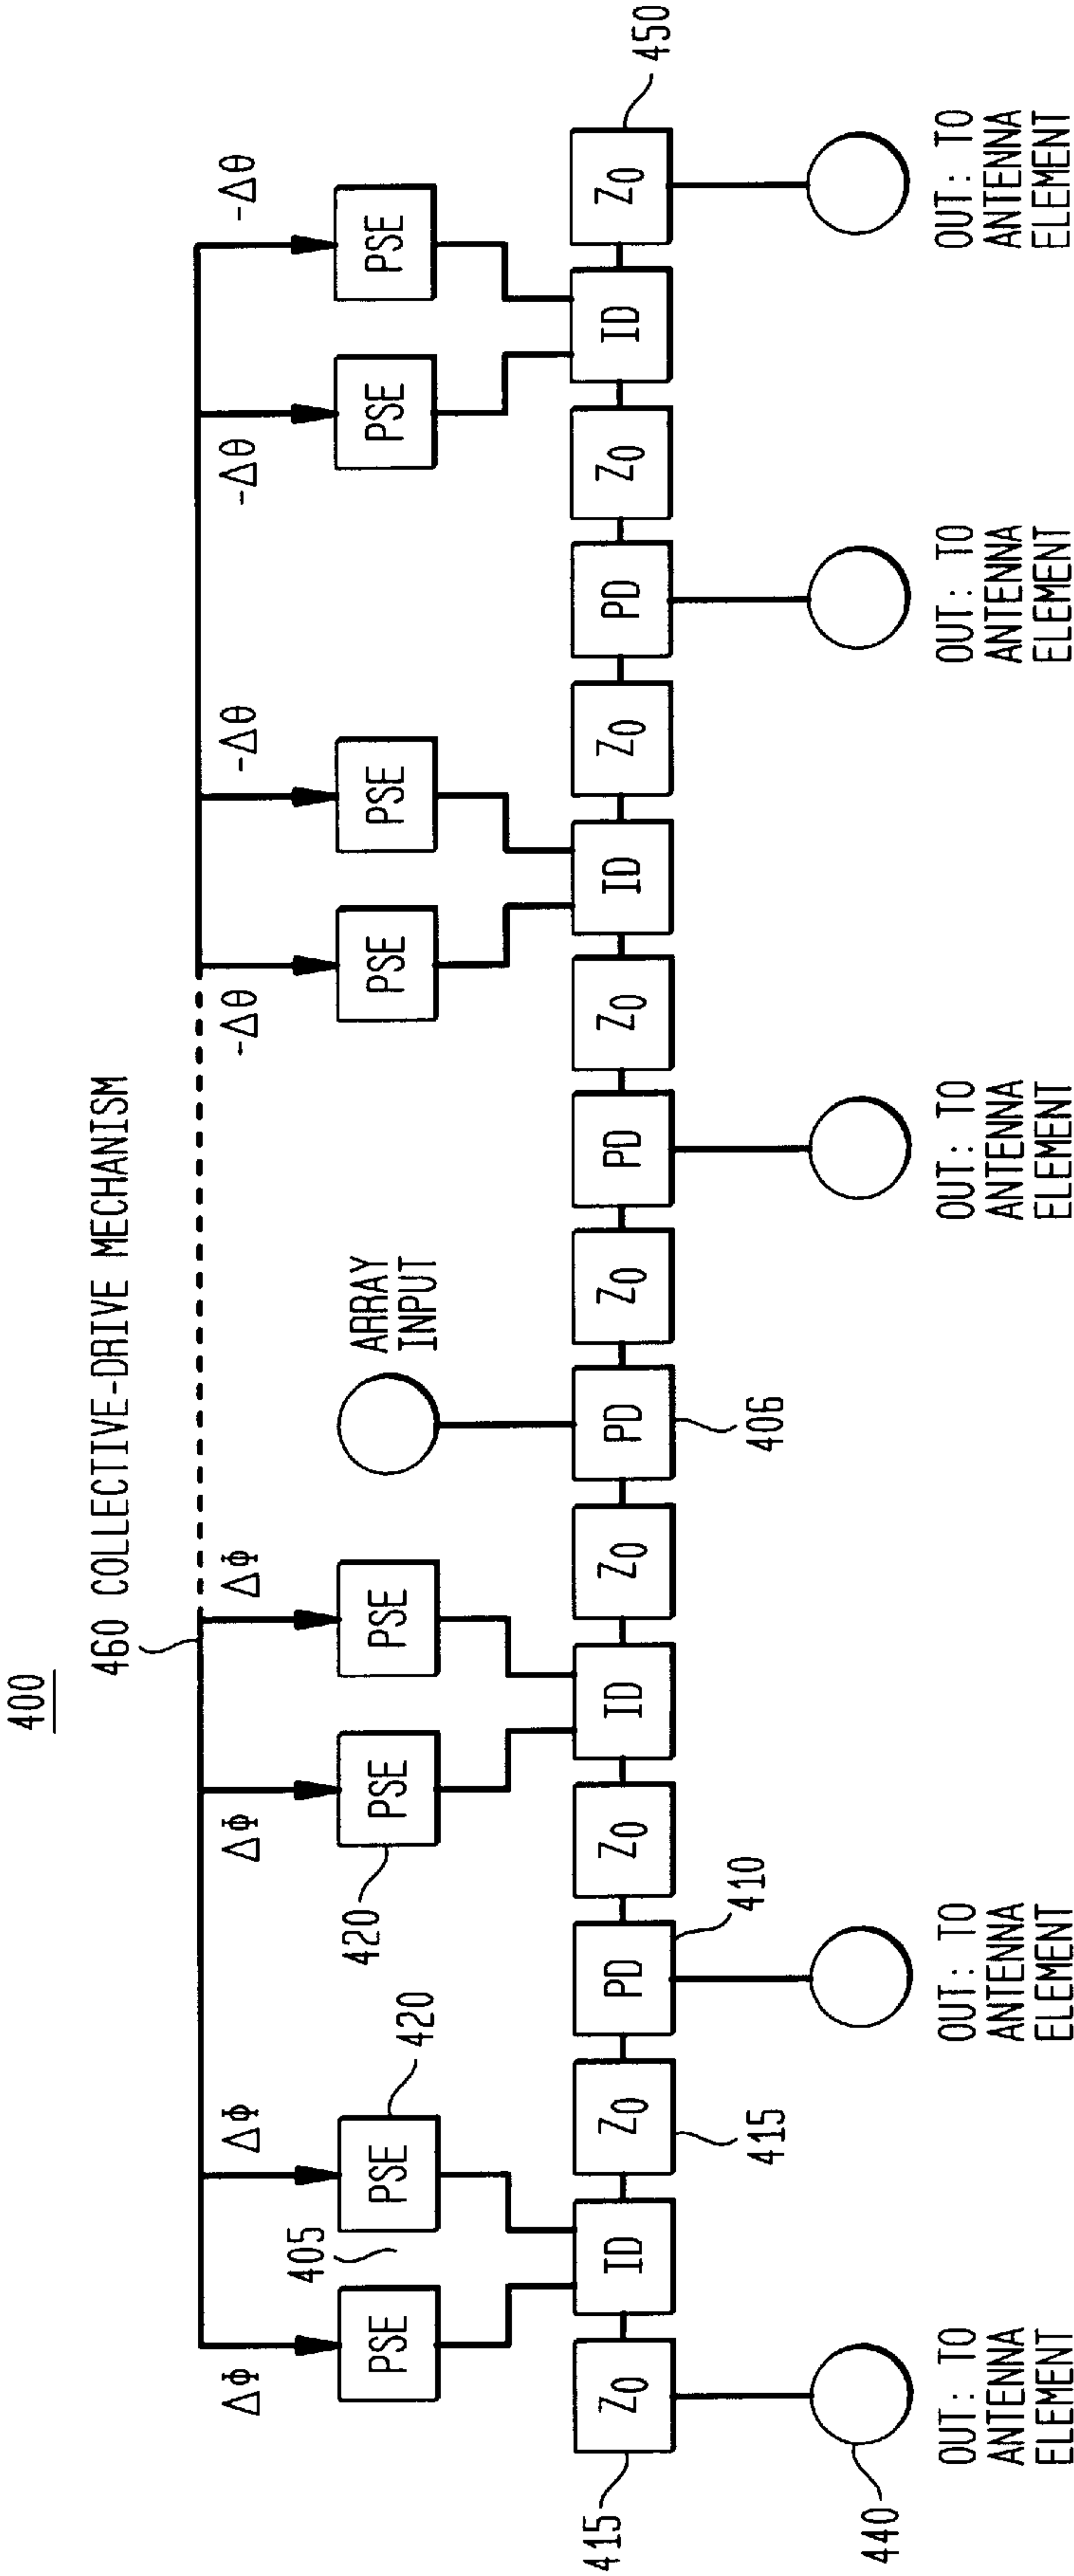 400
460 COLLECTIVE-DRIVE MECHANISM
ΔΦ
ΔΦ
ΔΦ
ΔΦ
-Δθ
-Δθ
-Δθ
-Δθ
PSE
405
PSE
420
420
PSE
PSE
ARRAY
INPUT
PSE
PSE
PSE
PSE
415
Z0
ID
Z0
415
PD
410
Z0
ID
Z0
PD
406
Z0
PD
Z0
ID
Z0
PD
Z0
ID
Z0
450
440
OUT: TO
ANTENNA
ELEMENT
OUT: TO
ANTENNA
ELEMENT
OUT: TO
ANTENNA
ELEMENT
OUT: TO
ANTENNA
ELEMENT
OUT: TO
ANTENNA
ELEMENT